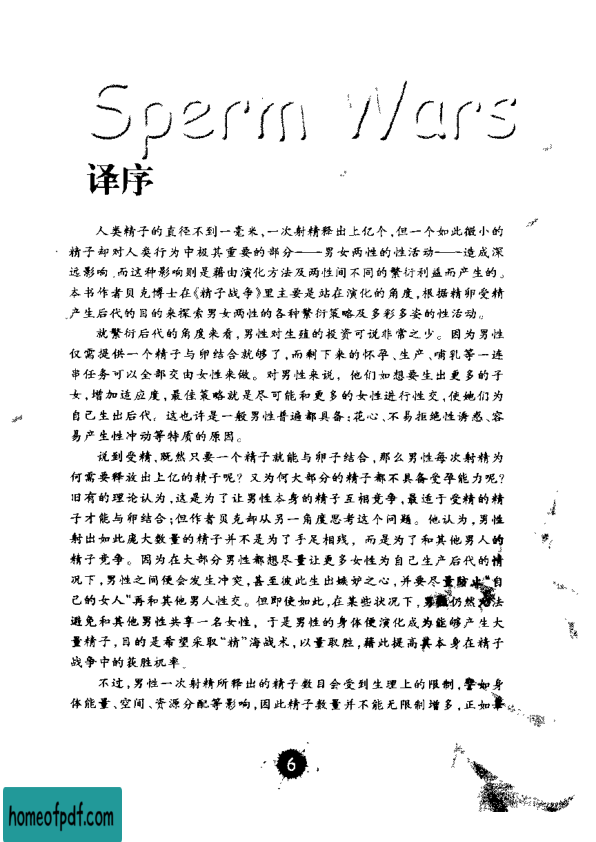 Sperm Wars
译序
人类精子的直径不到一毫米,一次射精释出上亿个,但一个如此微小的
精子却对人类行为中极其重要的部分——男女两性的性活动——造成深
远影响,而这种影响则是藉由演化方法及两性间不同的繁衍利益而产生的。
本书作者贝克博士在《精子战争》里主要是站在演化的角度,根据精卵受精
产生后代的目的来探索男女两性的各种繁衍策略及多彩多姿的性活动。
就繁衍后代的角度来看,男性对生殖的投资可说非常之少。因为男性
仅需提供一个精子与卵结合就够了,而剩下来的怀孕、生产、哺乳等一连
串任务可以全部交由女性来做。对男性来说,他们如想要生出更多的子
女,增加适应度,最佳策略就是尽可能和更多的女性进行性交,使她们为
自己生出后代。这也许是一般男性普遍都具备:花心、不易拒绝性诱惑、容
易产生性冲动等特质的原因。
说到受精,既然只要一个精子就能与卵子结合,那么男性每次射精为
何需要释放出上亿的精子呢?又为何大部分的精子都不具备受孕能力呢?
旧有的理论认为,这是为了让男性本身的精子互相竞争,最适于受精的精
子才能与卵结合;但作者贝克却从另一角度思考这个问题。他认为,男性
射出如此庞大数量的精子并不是为了手足相残,而是为了和其他男人的
精子竞争。因为在大部分男性都想尽量让更多女性为自己生产后代的情
况下,男性之间便会发生冲突,甚至彼此生出嫉妒之心,并要尽量防止“自
己的女人”再和其他男人性交。但即使如此,在某些状况下,仍然法
避免和其他男性共享一名女性,于是男性的身体便演化成为能够产生大
量精子,目的是希望采取“精”海战术,以量取胜,藉此提高其本身在精子
战争中的获胜机率。
不过,男性一次射精所释出的精子数目会受到生理上的限制,譬如身
体能量、空间、资源分配等影响,因此精子数量并不能无限制增多,正如
6
homeofpdf.com